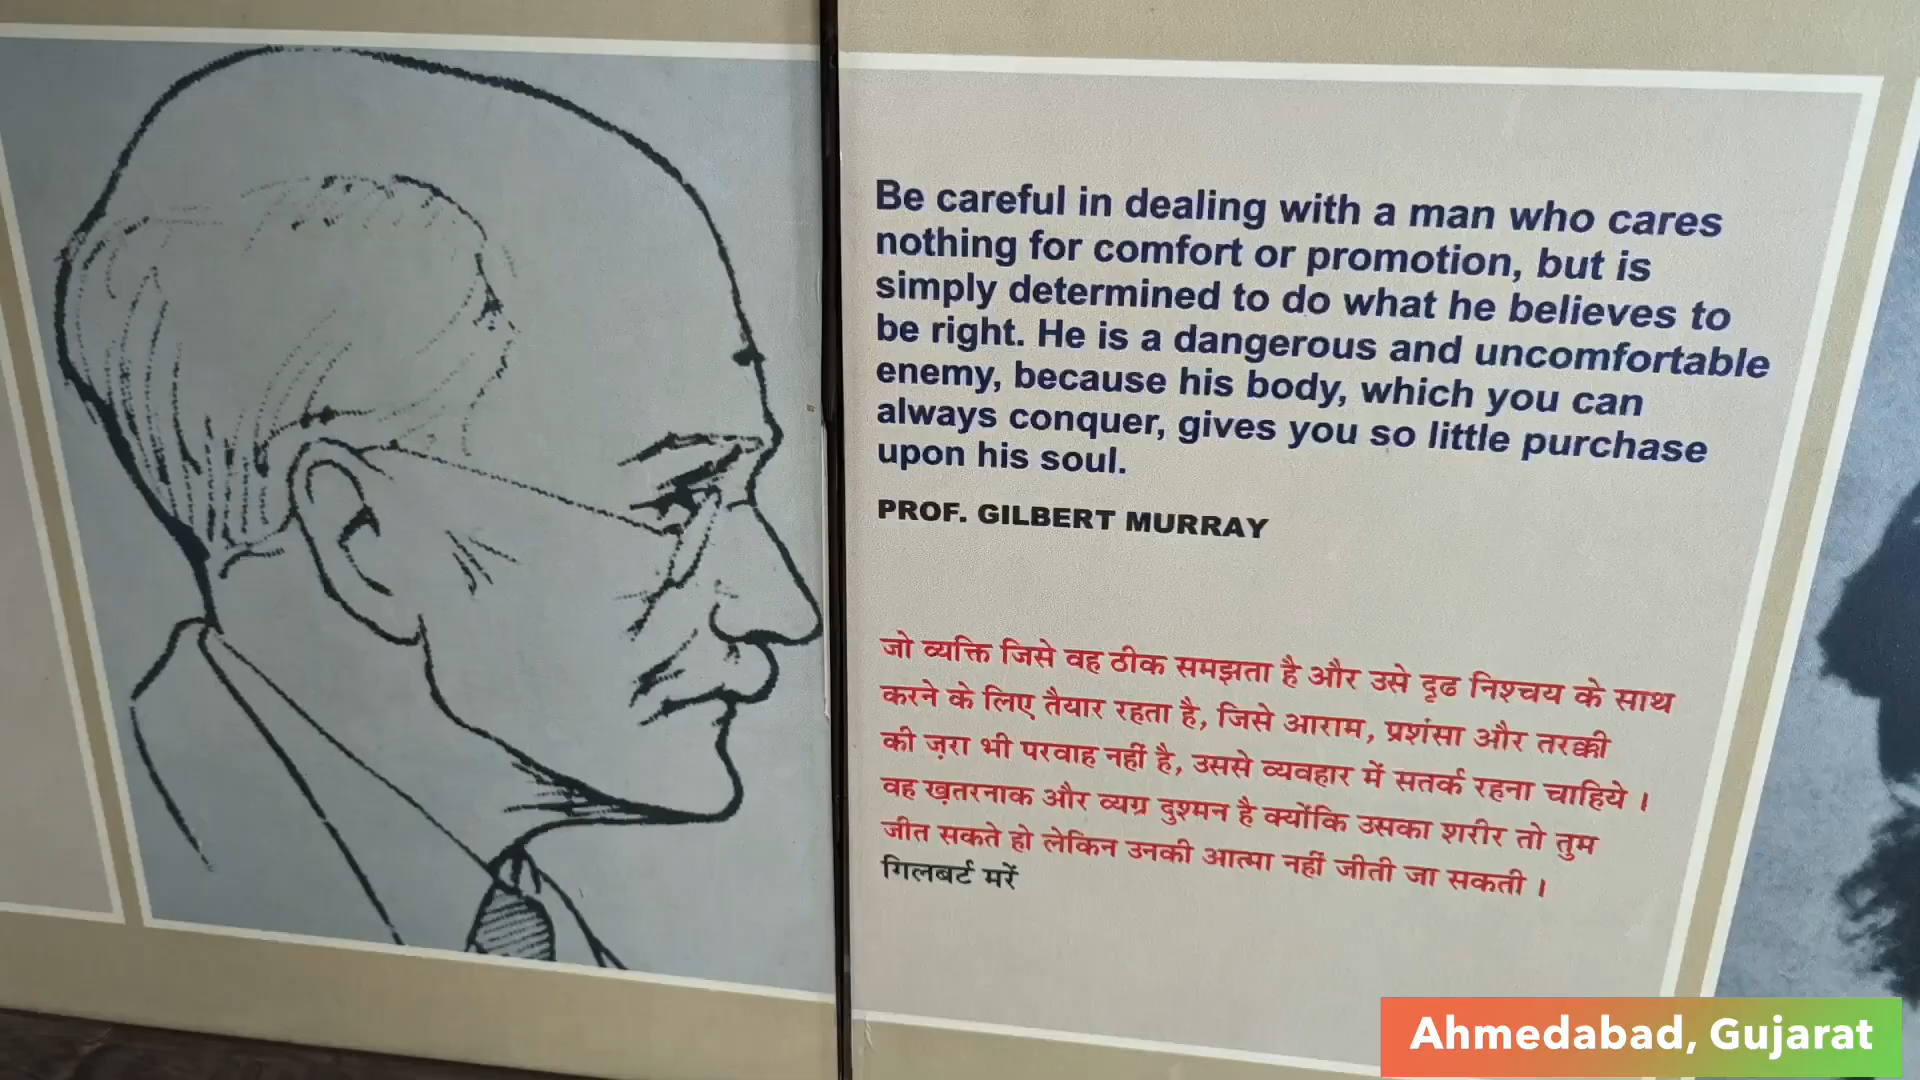 Be careful in dealing with a man who cares
nothing for comfort or promotion, but is
simply determined to do what he believes to
be right. He is a dangerous and uncomfortable
enemy, because his body, which you can
always conquer, gives you so little purchase
upon his soul.
PROF. GILBERT MURRAY
जो व्यक्ति जिसे वह ठीक समझता है और उसे दृढ निश्चय के साथ
करने के लिए तैयार रहता है, जिसे आराम, प्रशंसा और तरक्की
की ज़रा भी परवाह नहीं है, उससे व्यवहार में सतर्क रहना चाहिये ।
वह ख़तरनाक और व्यग्र दुश्मन है क्योंकि उसका शरीर तो तुम
जीत सकते हो लेकिन उनकी आत्मा नहीं जीती जा सकती ।
गिलबर्ट मरें
Ahmedabad, Gujarat